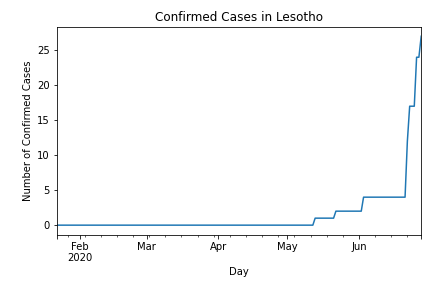 Confirmed Cases in Lesotho
Number of Confirmed Cases
25
20
15
10
5
0
Feb
2020
Mar
Apr
May
Jun
Day